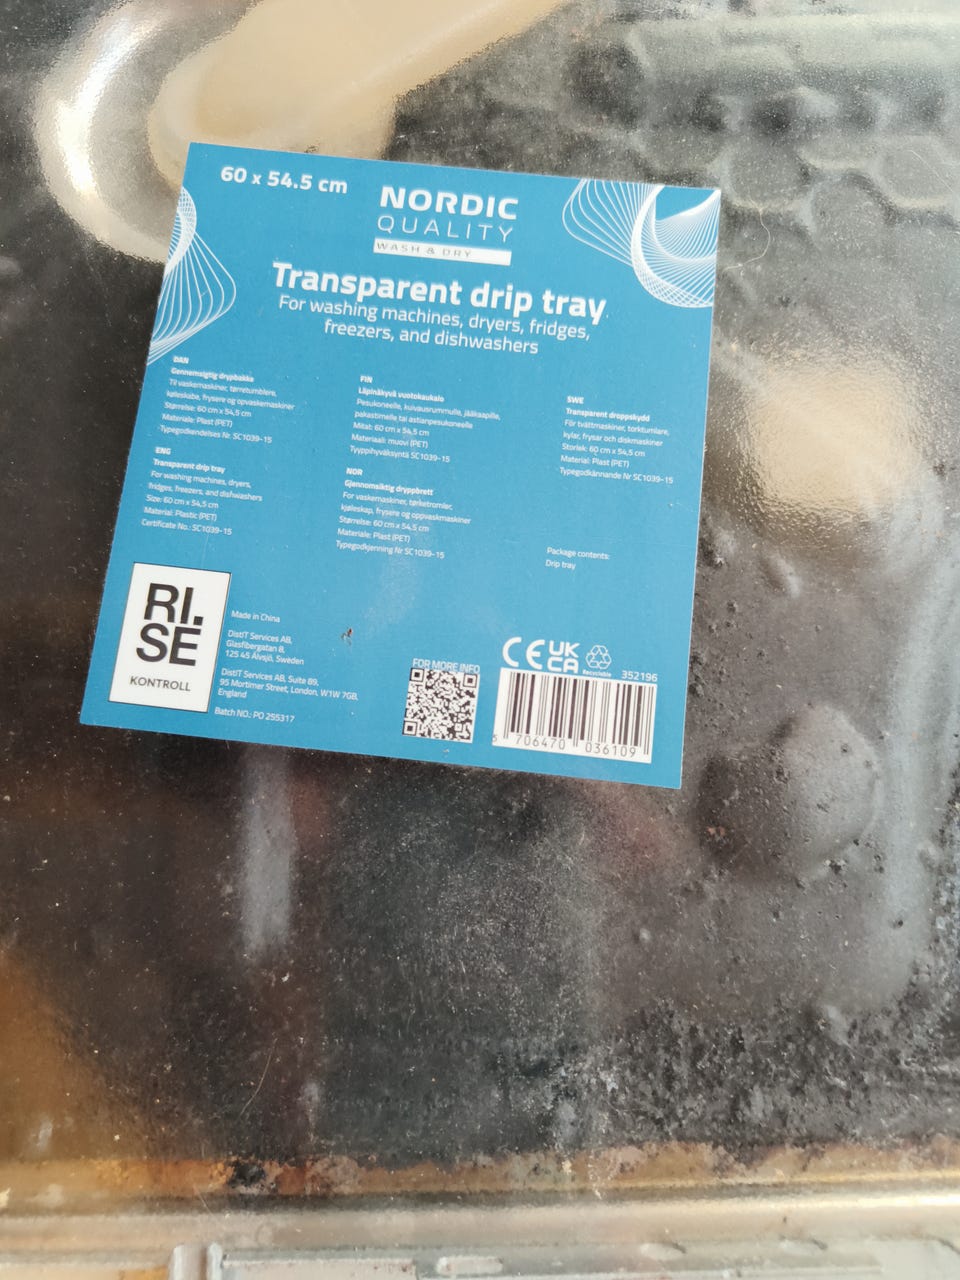 60 x 54.5 cm
NORDIC
QUALITY
WASH & DRY
Transparent drip tray
For washing machines, dryers, fridges,
freezers, and dishwashers
DAN
Gennemsigtig drypbakke
Til vaskemaskiner, tørretumblere,
køleskabe, frysere og opvaskemaskiner
Størrelse: 60 cm x 54,5 cm
Materiale: Plast (PET)
Typegodkendelses Nr. SC1039-15
ENG
Transparent drip tray
For washing machines, dryers,
fridges, freezers, and dishwashers
Size: 60 cm x 54,5 cm
Material: Plastic (PET)
Certificate No.: SC1039-15
FIN
Läpinäkyvä vuotokaukalo
Pesukoneelle, kuivausrummulle, jääkaapille,
pakastimelle tai astianpesukoneelle
Mitat: 60 cm x 54,5 cm
Materiaali: muovi (PET)
Tyyppihyväksyntä SC1039-15
NOR
Gjennomsiktig dryppbrett
For vaskemaskiner, tørketromler,
kjøleskap, frysere og oppvaskmaskiner
Størrelse: 60 cm x 54,5 cm
Materiale: Plast (PET)
Typegodkjenning Nr SC1039-15
SWE
Transparent droppskydd
För tvättmaskiner, torktumlare,
kylar, frysar och diskmaskiner
Storlek: 60 cm x 54,5 cm
Material: Plast (PET)
Typegodkännande Nr SC1039-15
Package contents:
Drip tray
RI.
SE
KONTROLL
Made in China
DistIT Services AB,
Glasfibergatan 8,
125 45 Älvsjö, Sweden
DistIT Services AB, Suite 89,
95 Mortimer Street, London, W1W 7GB,
England
Batch NO.: PO 255317
FOR MORE INFO
CE UK
CA
Recyclable
352196
5 706470 036109